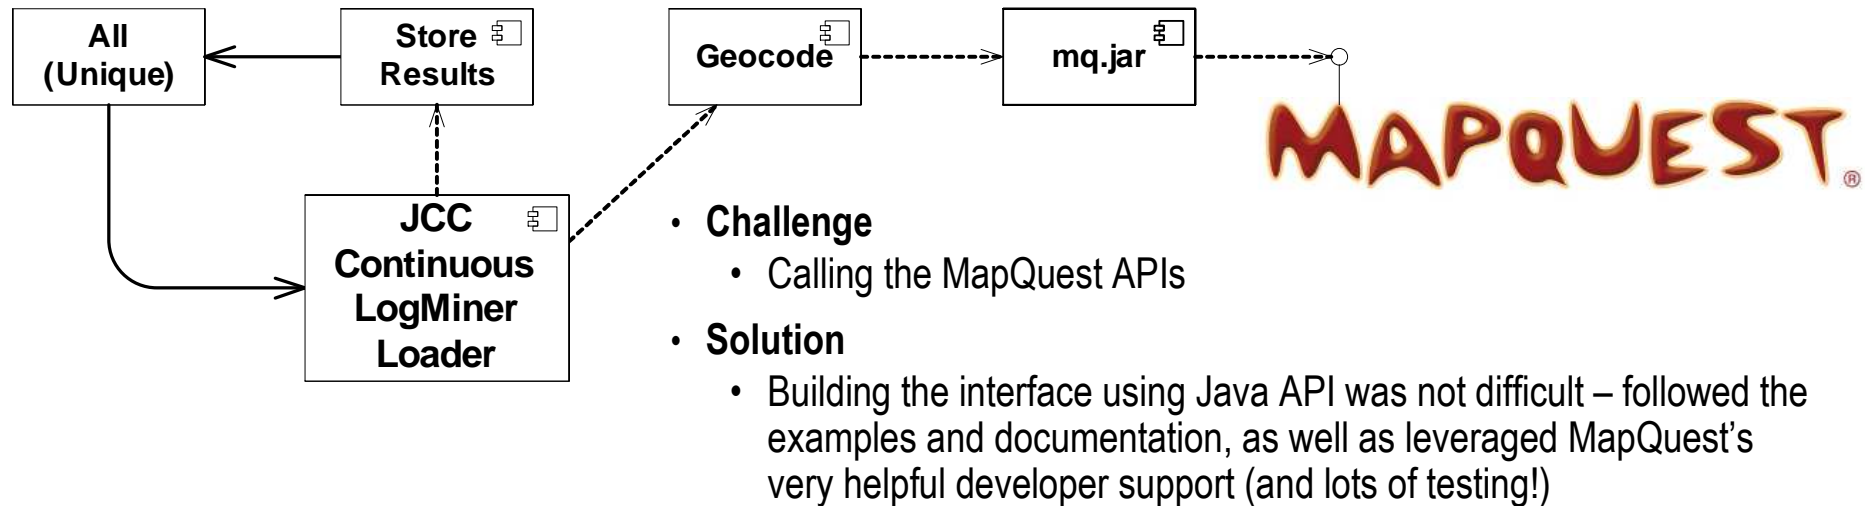 All
(Unique)
Store
Results
Geocode
mq.jar
MAPQUEST®
JCC
Continuous
LogMiner
Loader
• Challenge
• Calling the MapQuest APIs
• Solution
• Building the interface using Java API was not difficult – followed the
examples and documentation, as well as leveraged MapQuest’s
very helpful developer support (and lots of testing!)